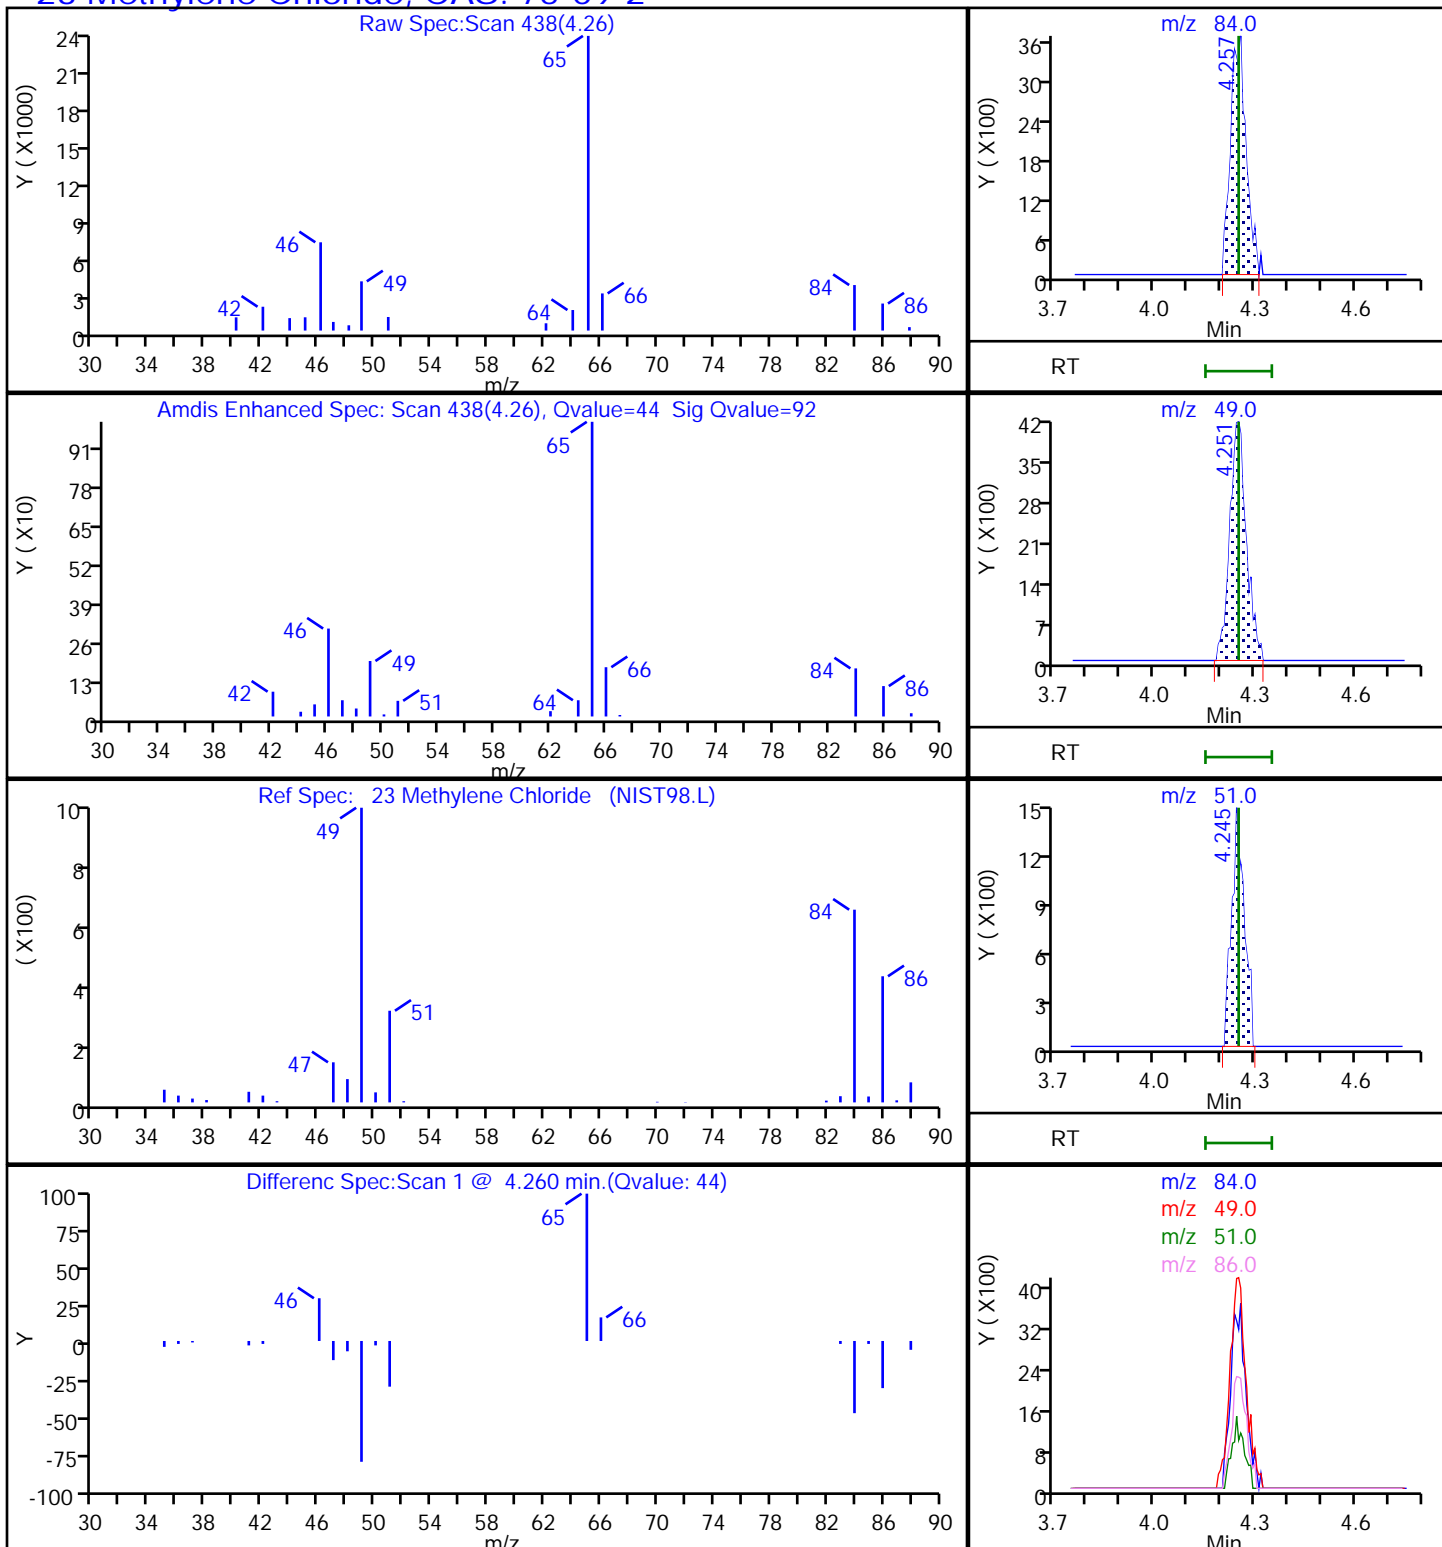 23 Methylene Chloride, CAS: 75-09-2
Raw Spec:Scan 438(4.26)
Y ( X1000)
24
21
18
15
12
9
6
3
0
42
46
49
64
65
66
84
86
30 34 38 42 46 50 54 58 62 66 70 74 78 82 86 90
m/z
m/z 84.0
Y ( X100)
36
30
24
18
12
6
0
4.257
3.7 4.0 4.3 4.6
Min
RT
Amdis Enhanced Spec: Scan 438(4.26), Qvalue=44 Sig Qvalue=92
Y ( X10)
91
78
65
52
39
26
13
0
42
46
49
51
64
65
66
84
86
30 34 38 42 46 50 54 58 62 66 70 74 78 82 86 90
m/z
m/z 49.0
Y ( X100)
42
35
28
21
14
7
0
4.251
3.7 4.0 4.3 4.6
Min
RT
Ref Spec: 23 Methylene Chloride (NIST98.L)
( X100)
10
8
6
4
2
0
47
49
51
84
86
30 34 38 42 46 50 54 58 62 66 70 74 78 82 86 90
m/z 51.0
Y ( X100)
15
12
9
6
3
0
4.245
3.7 4.0 4.3 4.6
Min
RT
Differenc Spec:Scan 1 @ 4.260 min.(Qvalue: 44)
Y
100
75
50
25
0
-25
-50
-75
-100
46
65
66
30 34 38 42 46 50 54 58 62 66 70 74 78 82 86 90
m/z
m/z 84.0
m/z 49.0
m/z 51.0
m/z 86.0
Y ( X100)
40
32
24
16
8
0
3.7 4.0 4.3 4.6
Min